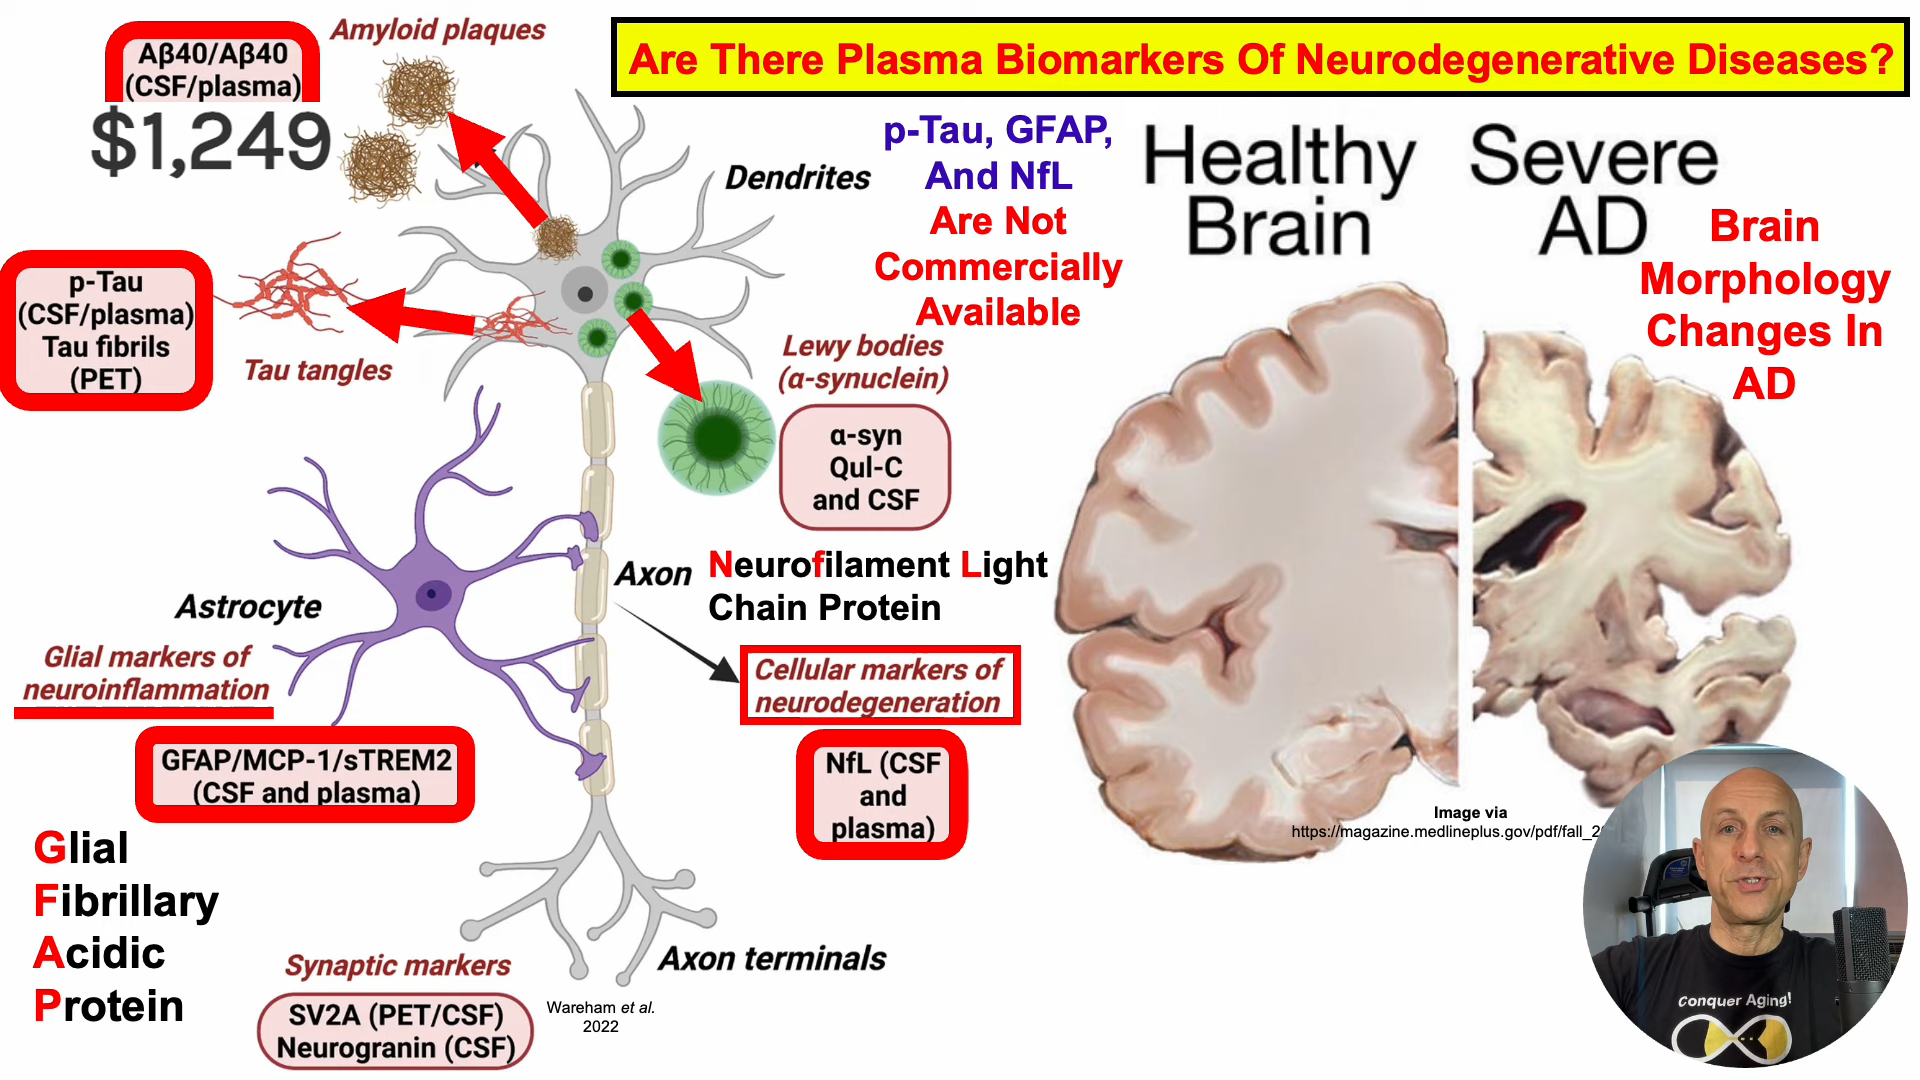 Are There Plasma Biomarkers Of Neurodegenerative Diseases?
Aβ40/Aβ40
(CSF/plasma)
$1,249
Amyloid plaques
Dendrites
p-Tau, GFAP,
And NfL
Are Not
Commercially
Available
Healthy
Brain
Severe
AD
Brain
Morphology
Changes In
AD
p-Tau
(CSF/plasma)
Tau fibrils
(PET)
Tau tangles
Lewy bodies
(α-synuclein)
α-syn
Qul-C
and CSF
Axon
Neurofilament Light
Chain Protein
Astrocyte
Glial markers of
neuroinflammation
Cellular markers of
neurodegeneration
GFAP/MCP-1/sTREM2
(CSF and plasma)
NfL (CSF
and
plasma)
Glial
Fibrillary
Acidic
Protein
Axon terminals
Synaptic markers
SV2A (PET/CSF)
Neurogranin (CSF)
Wareham et al.
2022
Image via
https://magazine.medlineplus.gov/pdf/fall_2
Conquer Aging!